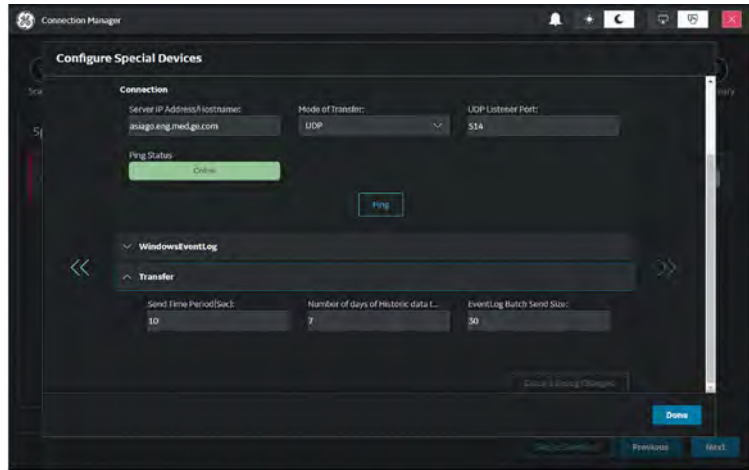 Connection Manager
Configure Special Devices
Connection
Server IP Address/Hostname:
Mode of Transfer:
UDP Listener Port:
asiago.eng.med.ge.com
UDP
514
Ping Status
Online
Ping
WindowsEventLog
Transfer
Send Time Period(Sec):
Number of days of Historic data t...
EventLog Batch Send Size:
10
7
30
Done
Previous
Next